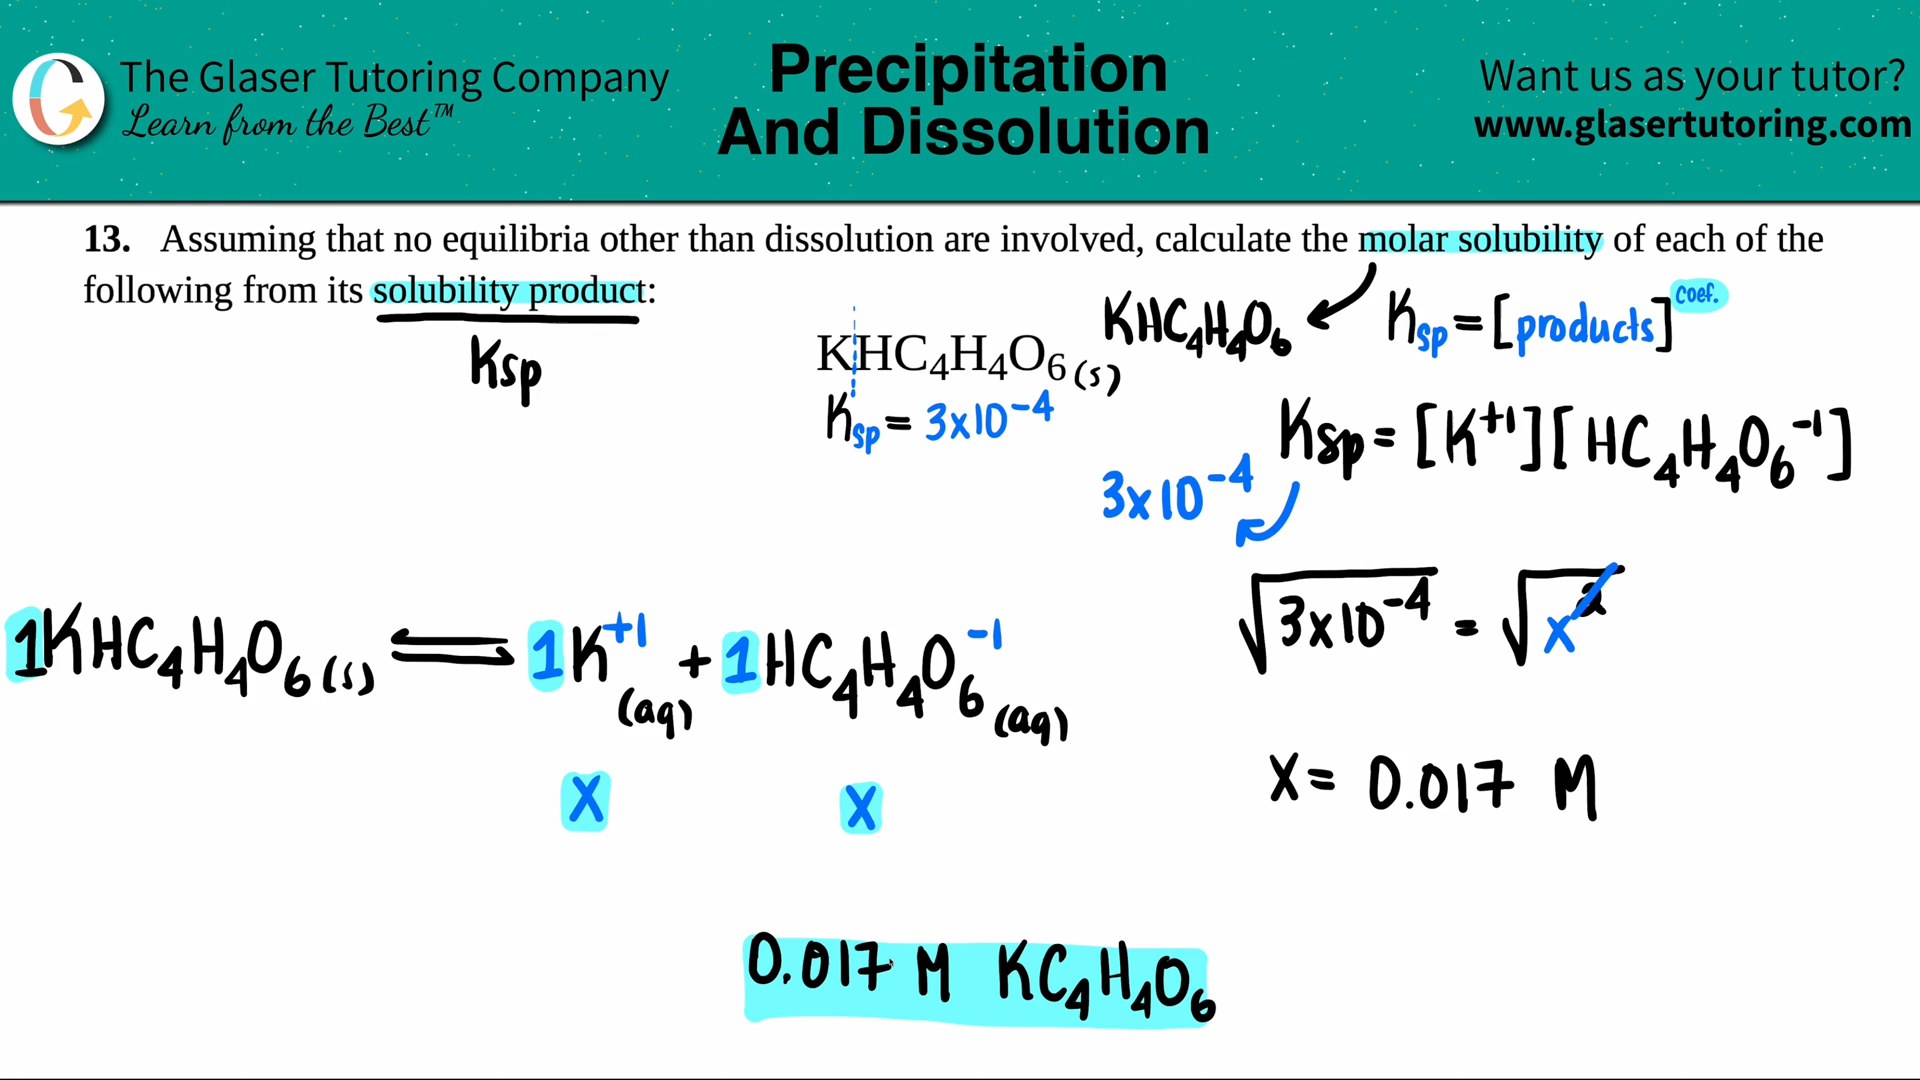 The Glaser Tutoring Company
Learn from the Best™
Precipitation
And Dissolution
Want us as your tutor?
www.glasertutoring.com
13. Assuming that no equilibria other than dissolution are involved, calculate the molar solubility of each of the
following from its solubility product:
Ksp
KHC₄H₄O₆(s)
Ksp = 3x10⁻⁴
KHC₄H₄O₆
Ksp = [products]^coef.
Ksp = [K⁺¹][HC₄H₄O₆⁻¹]
3x10⁻⁴
√3x10⁻⁴ = √x²
1KHC₄H₄O₆(s) ⇌ 1K⁺¹(aq) + 1HC₄H₄O₆⁻¹(aq)
X X
X = 0.017 M
0.017 M KC₄H₄O₆